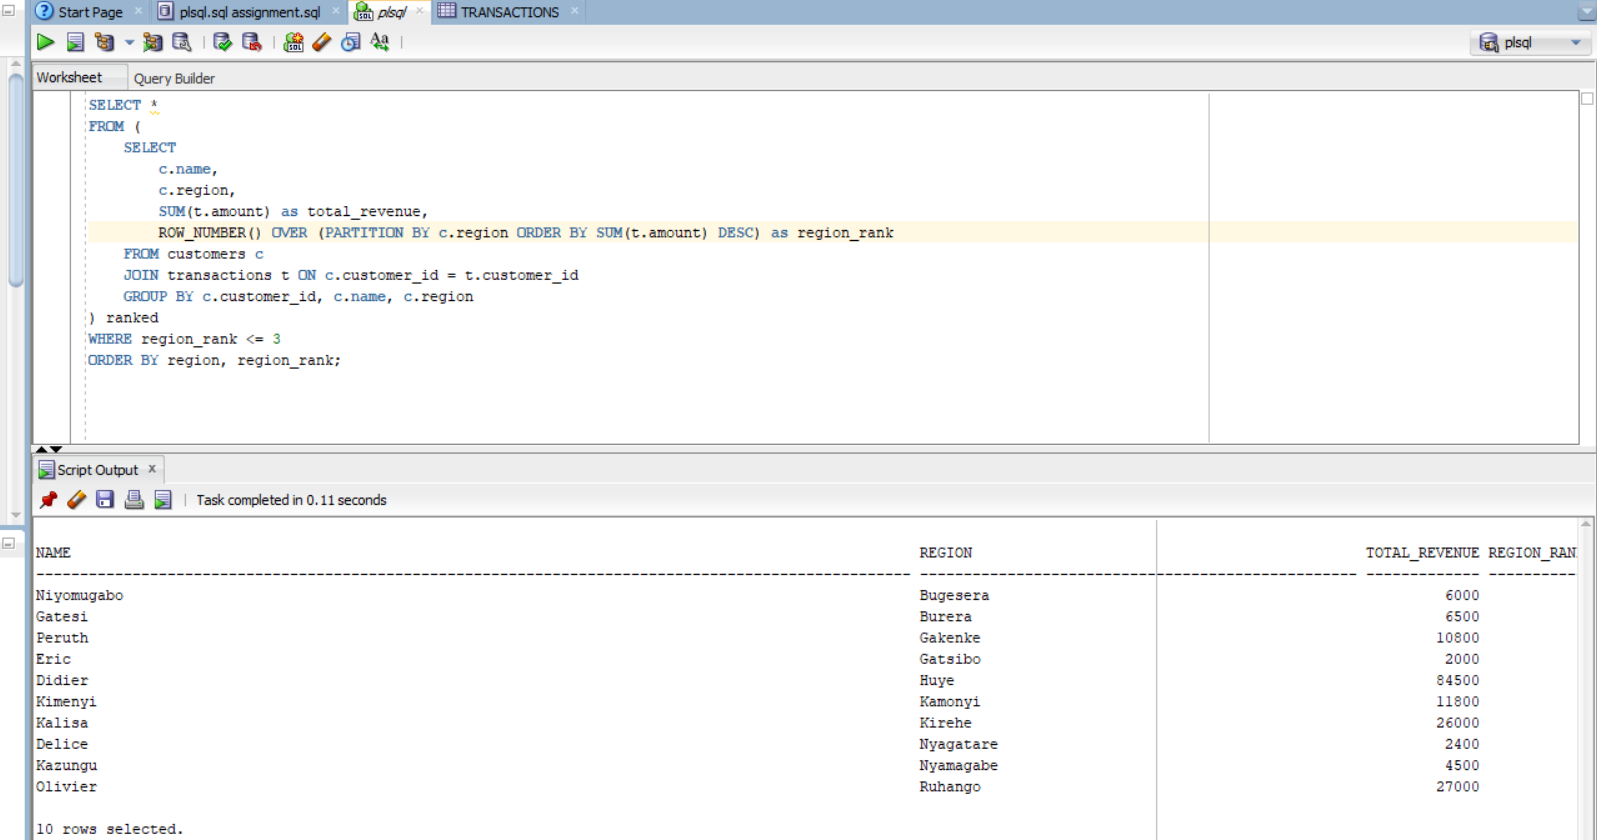 Start Page
plsql.sql assignment.sql
plsql
TRANSACTIONS
plsql
Worksheet
Query Builder
SELECT *
FROM (
    SELECT
        c.name,
        c.region,
        SUM(t.amount) as total_revenue,
        ROW_NUMBER() OVER (PARTITION BY c.region ORDER BY SUM(t.amount) DESC) as region_rank
    FROM customers c
    JOIN transactions t ON c.customer_id = t.customer_id
    GROUP BY c.customer_id, c.name, c.region
) ranked
WHERE region_rank <= 3
ORDER BY region, region_rank;
Script Output
Task completed in 0.11 seconds
NAME REGION TOTAL_REVENUE REGION_RAN
Niyomugabo Bugesera 6000
Gatesi Burera 6500
Peruth Gakenke 10800
Eric Gatsibo 2000
Didier Huye 84500
Kimenyi Kamonyi 11800
Kalisa Kirehe 26000
Delice Nyagatare 2400
Kazungu Nyamagabe 4500
Olivier Ruhango 27000
10 rows selected.